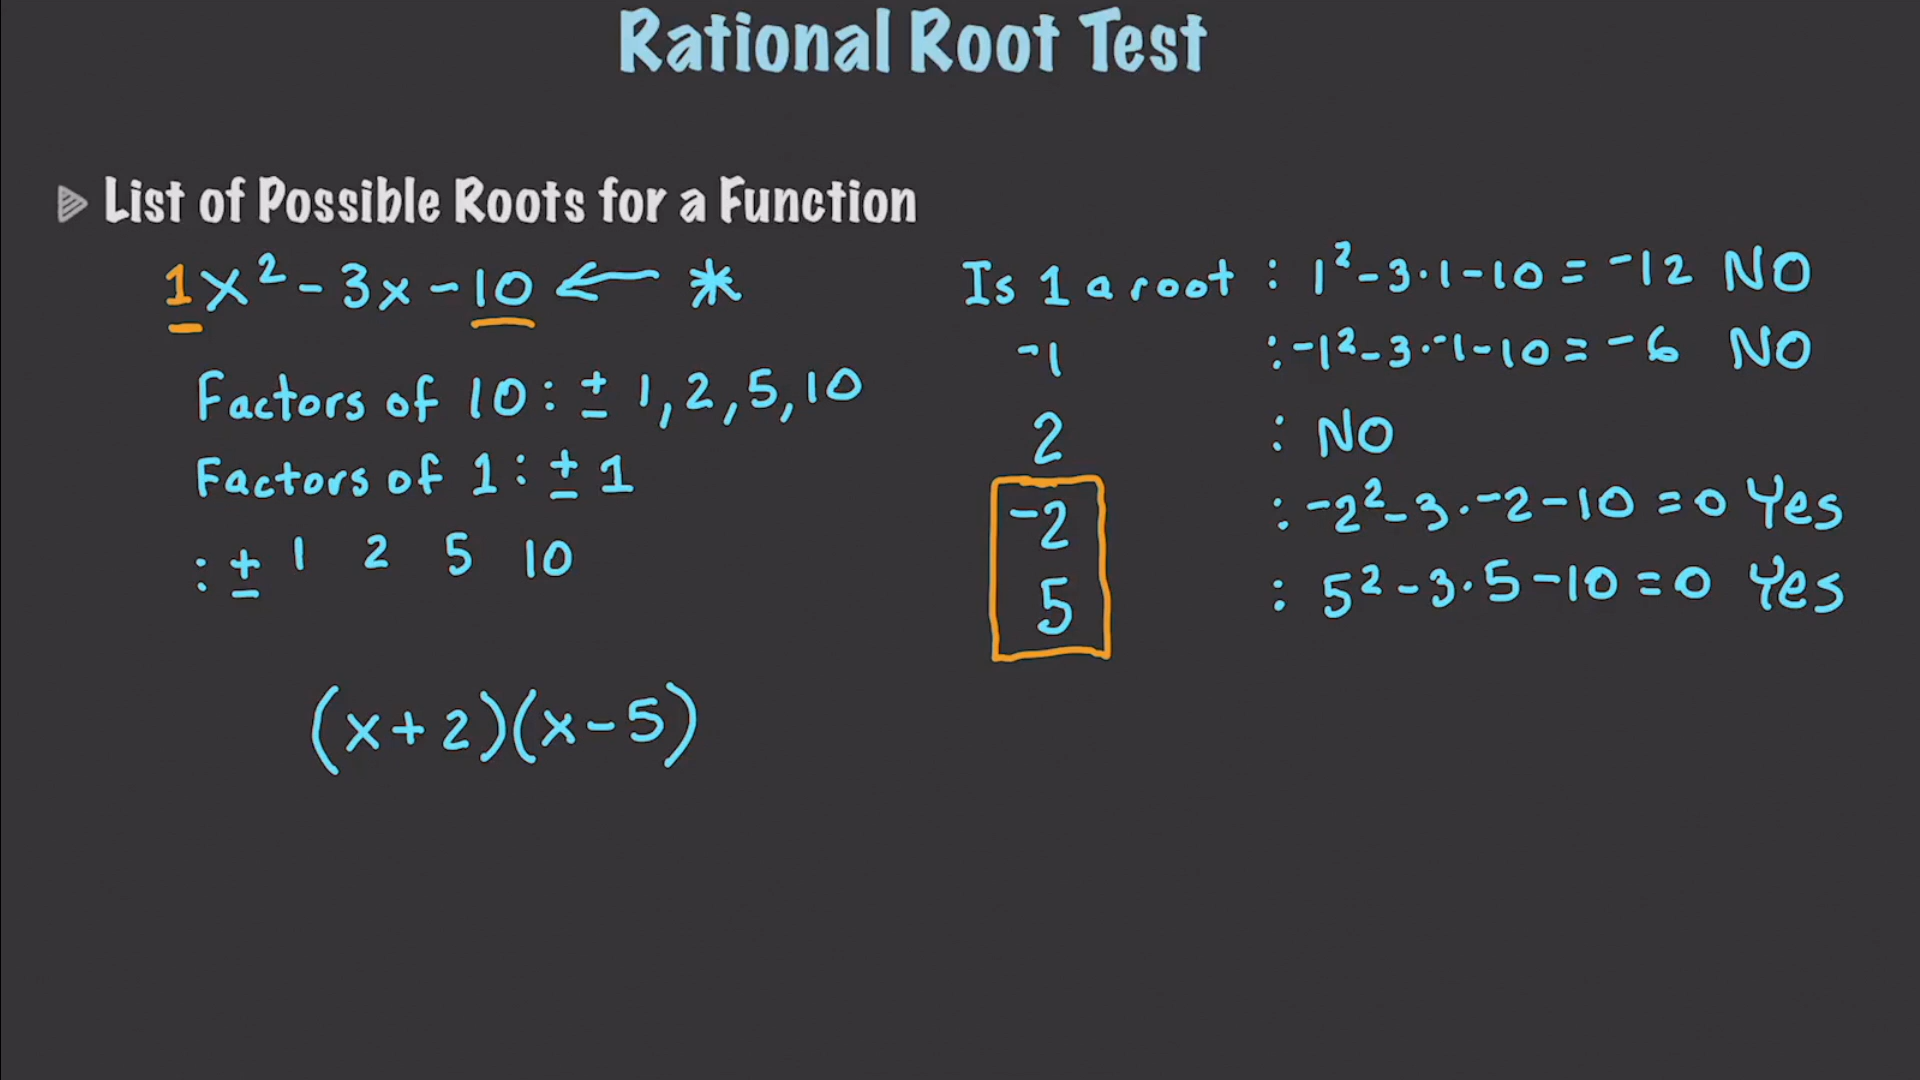 Rational Root Test
List of Possible Roots for a Function
1x² - 3x - 10 ← *
Factors of 10 : ± 1, 2, 5, 10
Factors of 1 : ± 1
: ± 1 2 5 10
(x+2)(x-5)
Is 1 a root : 1² - 3·1 - 10 = -12 NO
-1 : -1² - 3·-1 - 10 = -6 NO
2 : NO
-2 : -2² - 3·-2 - 10 = 0 Yes
5 : 5² - 3·5 - 10 = 0 Yes